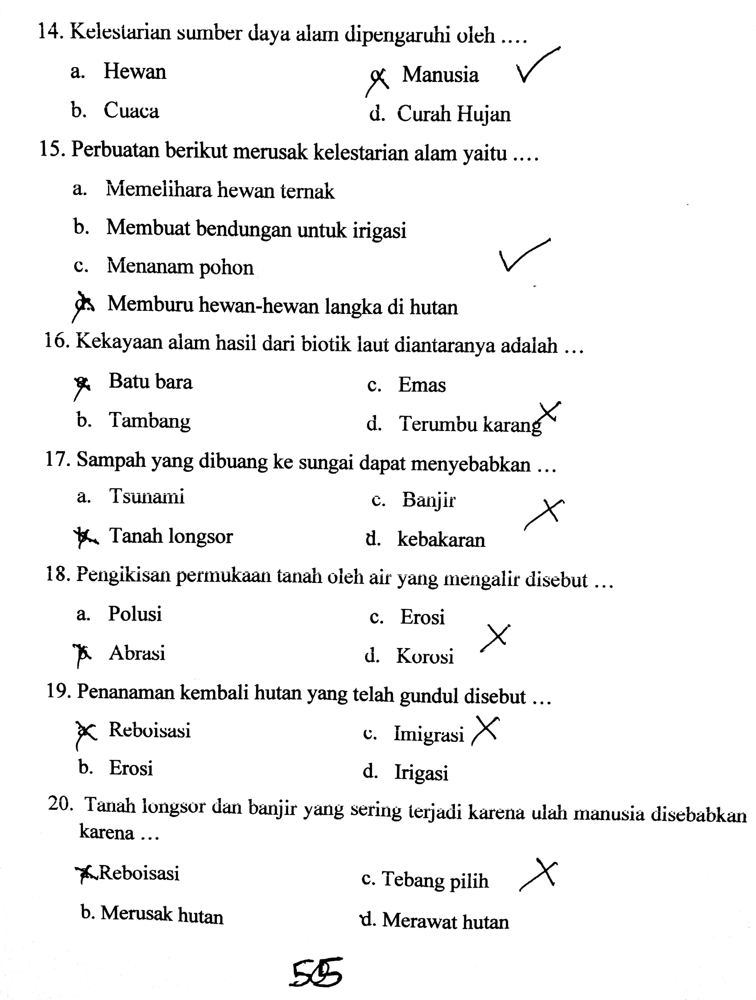 14. Kelestarian sumber daya alam dipengaruhi oleh ....
a. Hewan
Manusia
b. Cuaca
d. Curah Hujan
15. Perbuatan berikut merusak kelestarian alam yaitu ....
a. Memelihara hewan ternak
b. Membuat bendungan untuk irigasi
c. Menanam pohon
d. Memburu hewan-hewan langka di hutan
16. Kekayaan alam hasil dari biotik laut diantaranya adalah ...
a. Batu bara
c. Emas
b. Tambang
d. Terumbu karang
17. Sampah yang dibuang ke sungai dapat menyebabkan ...
a. Tsunami
c. Banjir
b. Tanah longsor
d. kebakaran
18. Pengikisan permukaan tanah oleh air yang mengalir disebut ...
a. Polusi
c. Erosi
b. Abrasi
d. Korosi
19. Penanaman kembali hutan yang telah gundul disebut ...
a. Reboisasi
c. Imigrasi
b. Erosi
d. Irigasi
20. Tanah longsor dan banjir yang sering terjadi karena ulah manusia disebabkan
karena ...
a. Reboisasi
c. Tebang pilih
b. Merusak hutan
d. Merawat hutan